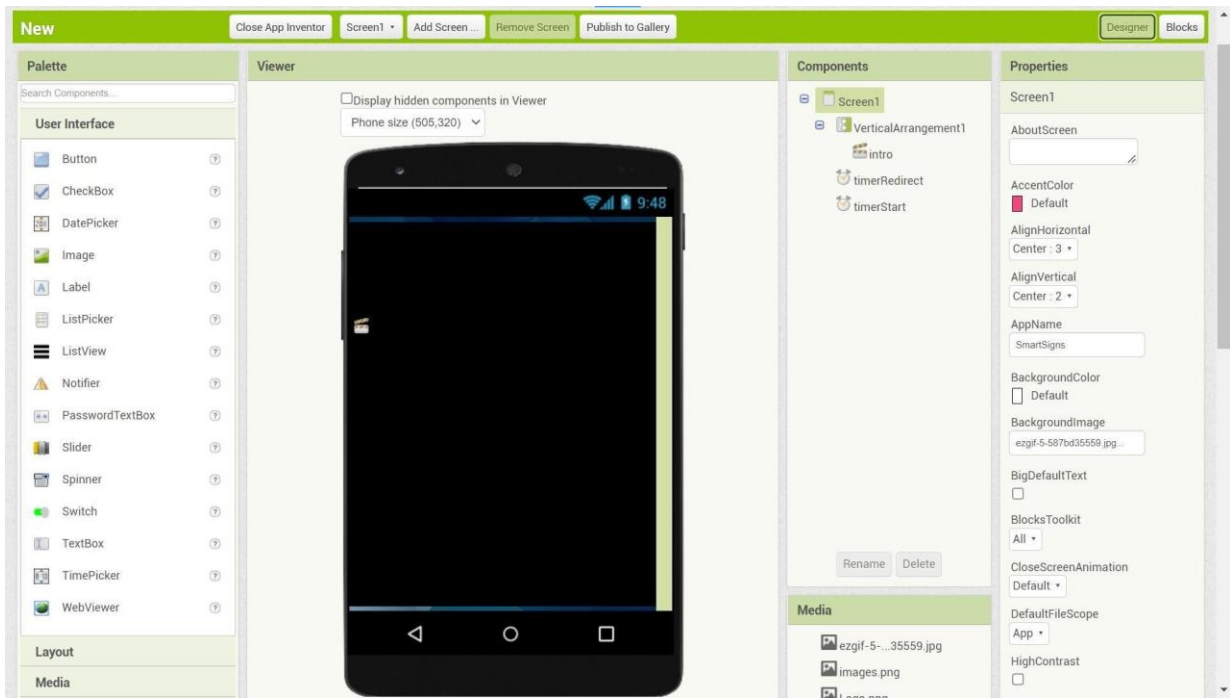 New
Close App Inventor
Screen1
Add Screen ...
Remove Screen
Publish to Gallery
Designer
Blocks
Palette
Search Components...
User Interface
Button
CheckBox
DatePicker
Image
Label
ListPicker
ListView
Notifier
PasswordTextBox
Slider
Spinner
Switch
TextBox
TimePicker
WebViewer
Layout
Media
Viewer
Display hidden components in Viewer
Phone size (505,320)
9:48
Components
Screen1
VerticalArrangement1
intro
timerRedirect
timerStart
Rename
Delete
Media
ezgif-5-...35559.jpg
images.png
Logo.png
Properties
Screen1
AboutScreen
AccentColor
Default
AlignHorizontal
Center : 3
AlignVertical
Center : 2
AppName
SmartSigns
BackgroundColor
Default
BackgroundImage
ezgif-5-587bd35559.jpg...
BigDefaultText
BlocksToolkit
All
CloseScreenAnimation
Default
DefaultFileScope
App
HighContrast